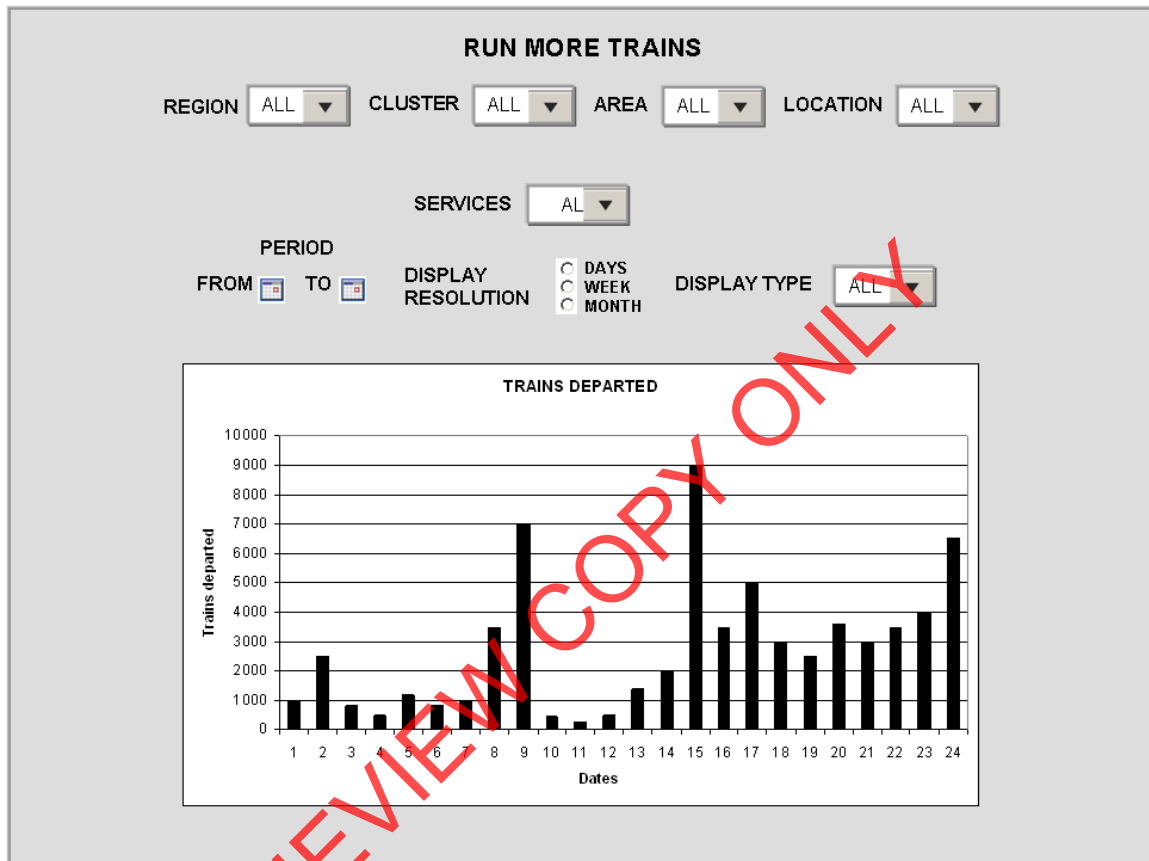 RUN MORE TRAINS
REGION ALL CLUSTER ALL AREA ALL LOCATION ALL
SERVICES AL
PERIOD
FROM TO
DISPLAY RESOLUTION
DAYS
WEEK
MONTH
DISPLAY TYPE ALL
TRAINS DEPARTED
Trains departed
10000
9000
8000
7000
6000
5000
4000
3000
2000
1000
0
1 2 3 4 5 6 7 8 9 10 11 12 13 14 15 16 17 18 19 20 21 22 23 24
Dates
EVIEW COPY ONLY